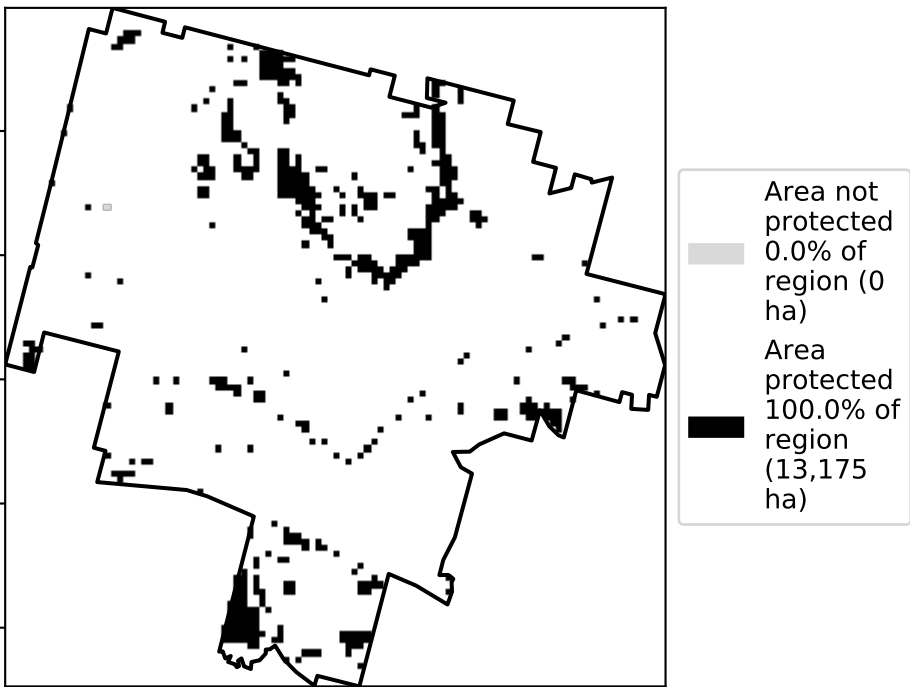 Area not
protected
0.0% of
region (0
ha)
Area
protected
100.0% of
region
(13,175
ha)